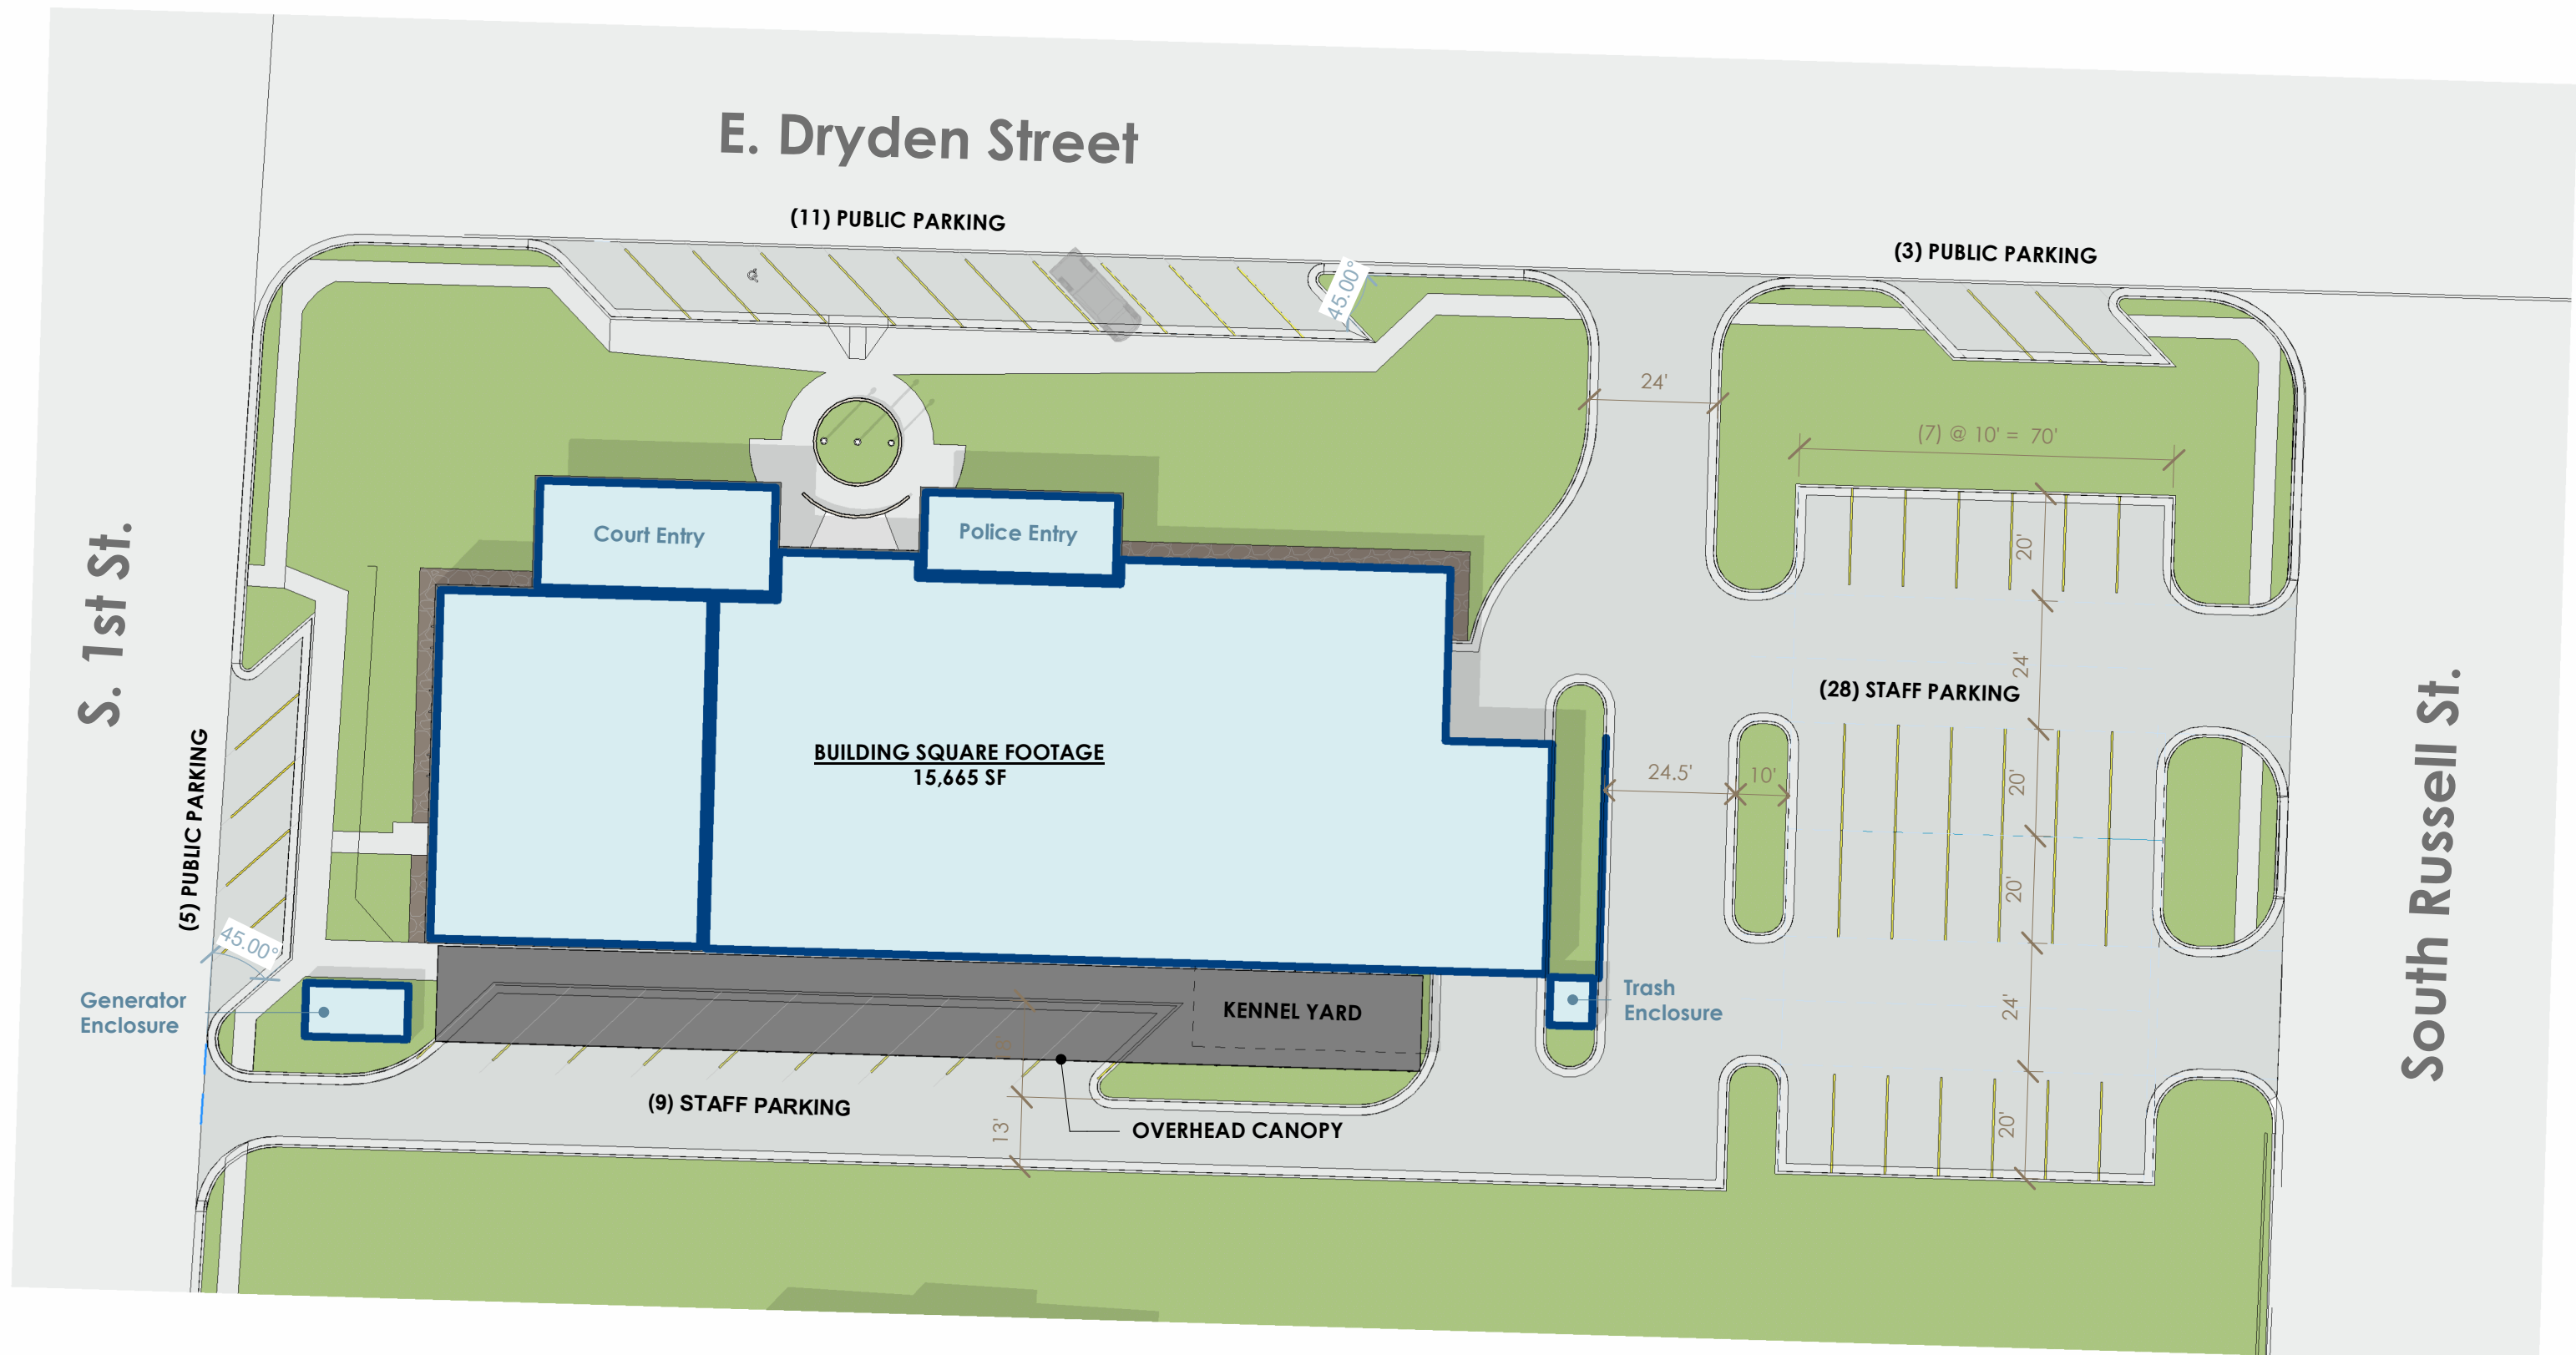 E. Dryden Street
(11) PUBLIC PARKING
(3) PUBLIC PARKING
45.00°
24'
(7) @ 10' = 70'
Court Entry
Police Entry
20'
S. 1st St.
24'
(28) STAFF PARKING
South Russell St.
BUILDING SQUARE FOOTAGE
15,665 SF
24.5'
10'
20'
(5) PUBLIC PARKING
20'
45.00°
Generator
Enclosure
KENNEL YARD
Trash
Enclosure
24'
(9) STAFF PARKING
13'
OVERHEAD CANOPY
20'